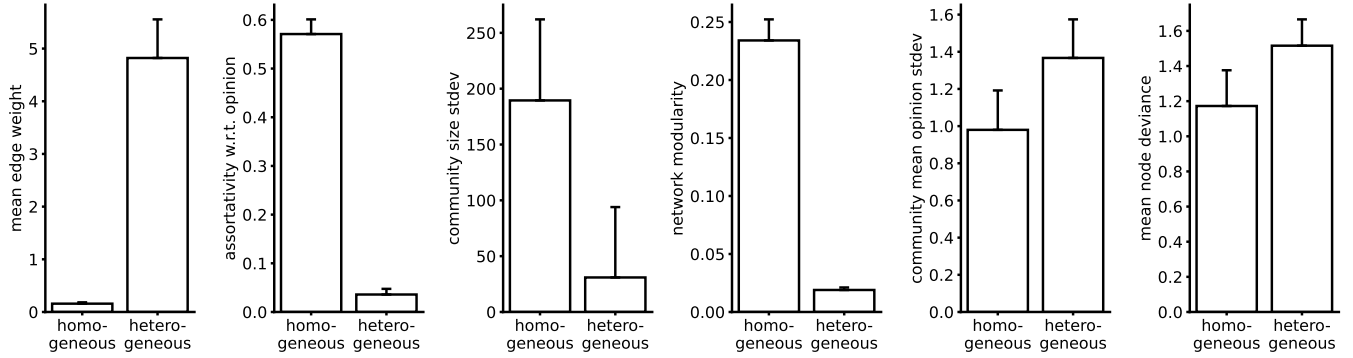 mean edge weight
5
4
3
2
1
0
homo-
geneous
hetero-
geneous
assortativity w.r.t. opinion
0.6
0.5
0.4
0.3
0.2
0.1
0.0
homo-
geneous
hetero-
geneous
community size stdev
250
200
150
100
50
0
homo-
geneous
hetero-
geneous
network modularity
0.25
0.20
0.15
0.10
0.05
0.00
homo-
geneous
hetero-
geneous
community mean opinion stdev
1.6
1.4
1.2
1.0
0.8
0.6
0.4
0.2
0.0
homo-
geneous
hetero-
geneous
mean node deviance
1.6
1.4
1.2
1.0
0.8
0.6
0.4
0.2
0.0
homo-
geneous
hetero-
geneous